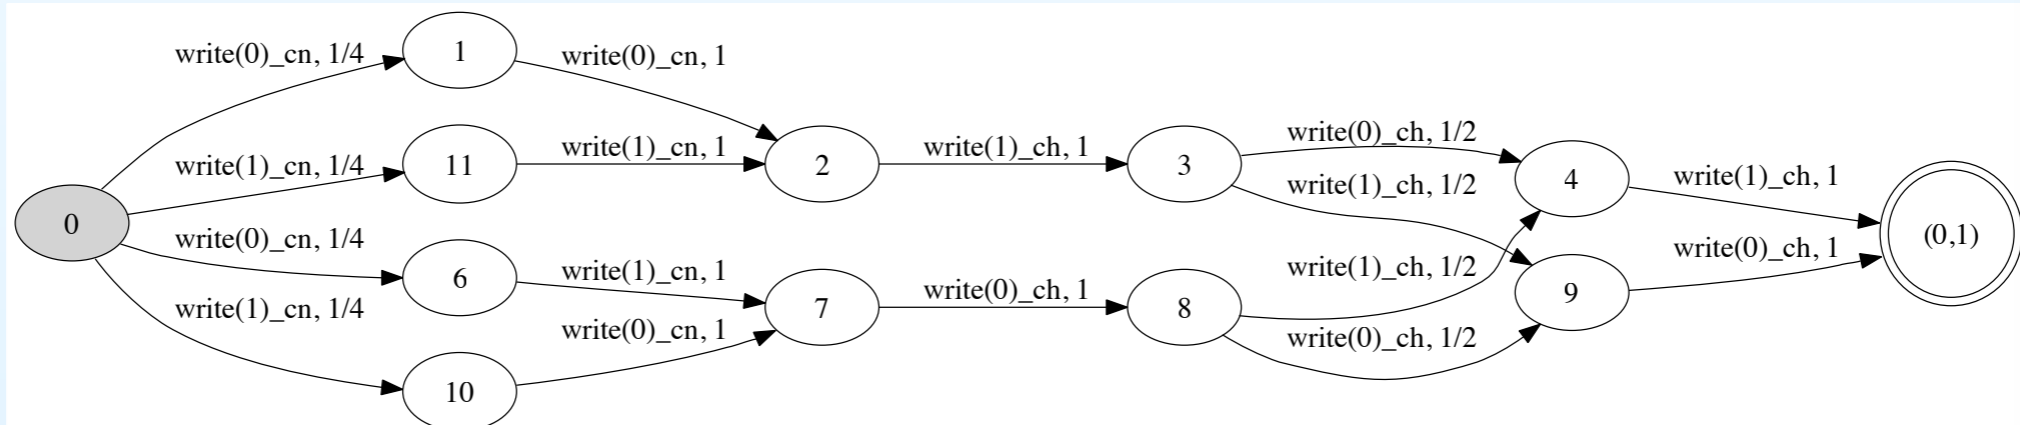 write(0)_cn, 1/4
1
write(0)_cn, 1
write(1)_cn, 1/4
11
write(1)_cn, 1
2
write(1)_ch, 1
3
write(0)_ch, 1/2
write(1)_ch, 1/2
4
write(1)_ch, 1
0
write(0)_cn, 1/4
6
write(1)_cn, 1
write(1)_cn, 1/4
10
write(0)_cn, 1
7
write(0)_ch, 1
8
write(1)_ch, 1/2
write(0)_ch, 1/2
9
write(0)_ch, 1
(0,1)